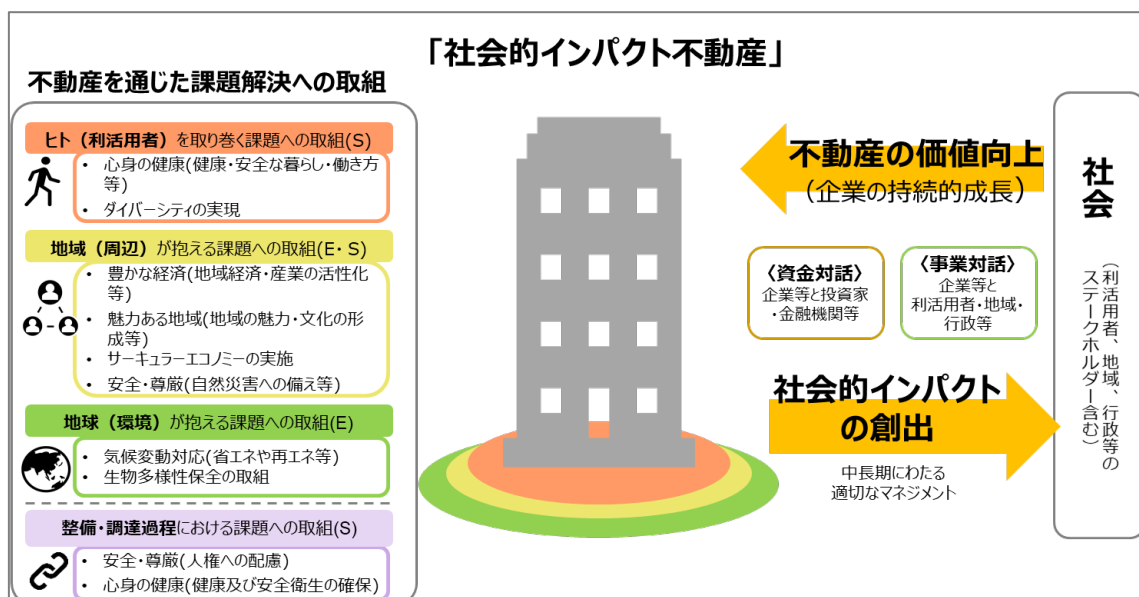 「社会的インパクト不動産」
不動産を通じた課題解決への取組
ヒト（利活用者）を取り巻く課題への取組(S)
• 心身の健康(健康・安全な暮らし・働き方
等)
• ダイバーシティの実現
地域（周辺）が抱える課題への取組(E・S)
• 豊かな経済(地域経済・産業の活性化
等)
• 魅力ある地域(地域の魅力・文化の形
成等)
• サーキュラーエコノミーの実施
• 安全・尊厳(自然災害への備え等)
地球（環境）が抱える課題への取組(E)
• 気候変動対応(省エネや再エネ等)
• 生物多様性保全の取組
整備・調達過程における課題への取組(S)
• 安全・尊厳(人権への配慮)
• 心身の健康(健康及び安全衛生の確保)
不動産の価値向上
（企業の持続的成長）
〈資金対話〉
企業等と投資家
・金融機関等
〈事業対話〉
企業等と
利活用者・地域・
行政等
社会的インパクト
の創出
中長期にわたる
適切なマネジメント
社会
（利活用者、地域、行政等の
ステークホルダー含む）